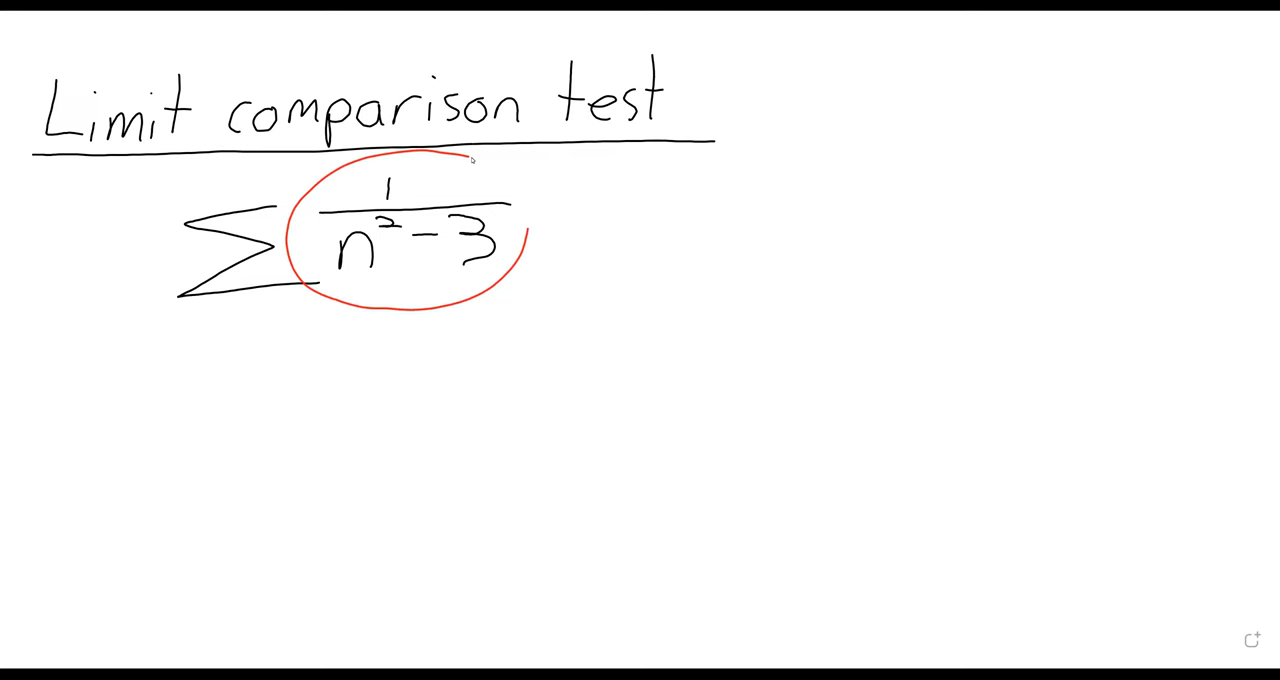 Limit comparison test
∑ 1/(n² - 3)